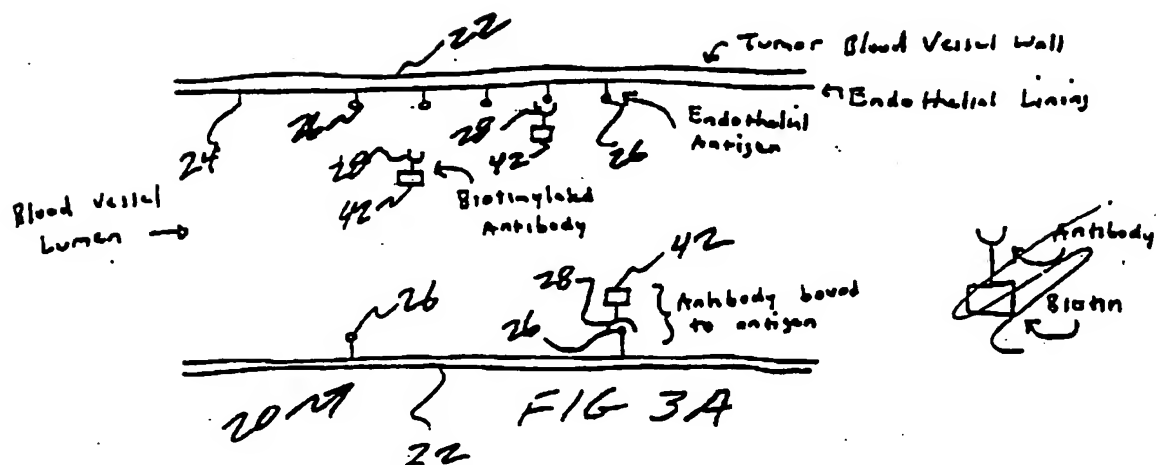 22
Tumor Blood Vessel Wall
Endothelial Lining
24
26
28
42
Endothelial
Antigen
26
28
42
Biotinylated
Antibody
Blood Vessel
Lumen
42
28
26
Antibody bound
to antigen
26
Antibody
Biotin
20
22
FIG 3A